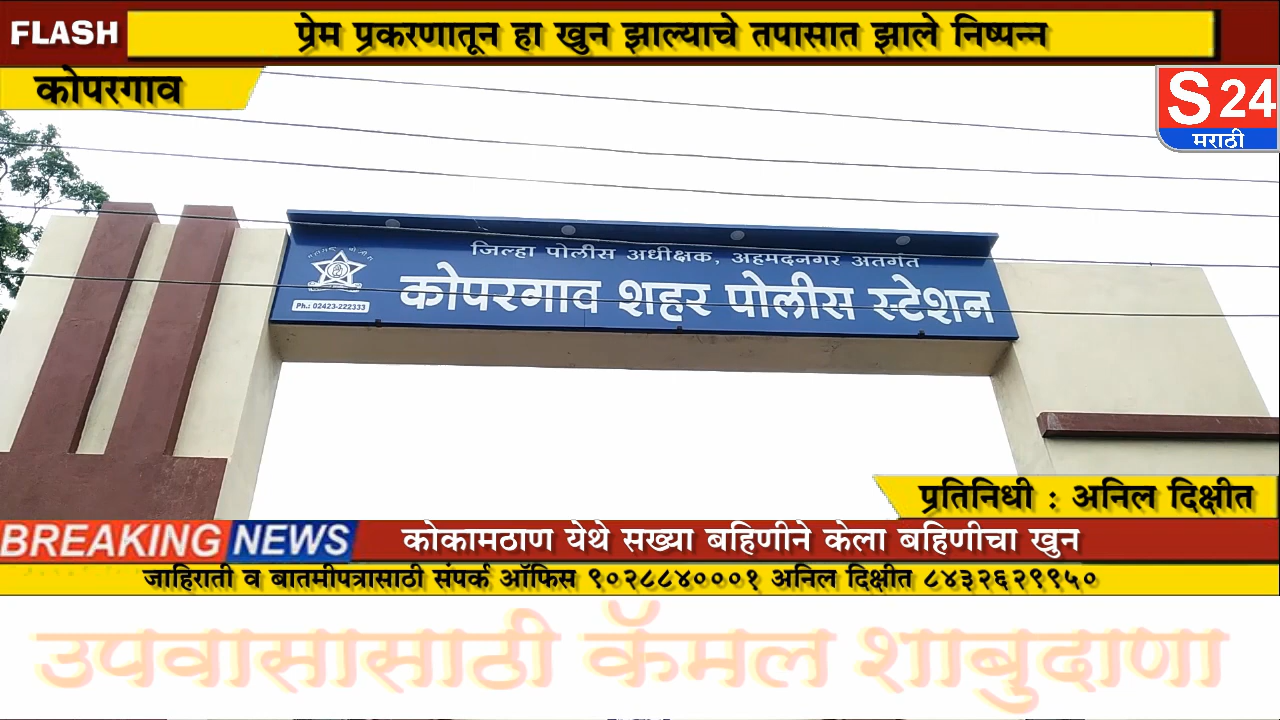 FLASH
प्रेम प्रकरणातून हा खुन झाल्याचे तपासात झाले निष्पन्न
कोपरगाव
S 24
मराठी
जिल्हा पोलीस अधीक्षक, अहमदनगर अतर्गत
कोपरगाव शहर पोलीस स्टेशन
Ph.: 02423-222333
प्रतिनिधी : अनिल दिक्षीत
BREAKING NEWS
कोकामठाण येथे सख्या बहिणीने केला बहिणीचा खुन
जाहिराती व बातमीपत्रासाठी संपर्क ऑफिस ९०२८८४०००१ अनिल दिक्षीत ८४३२६२९९५०
उपवासासाठी कॅमल शाबुदाणा